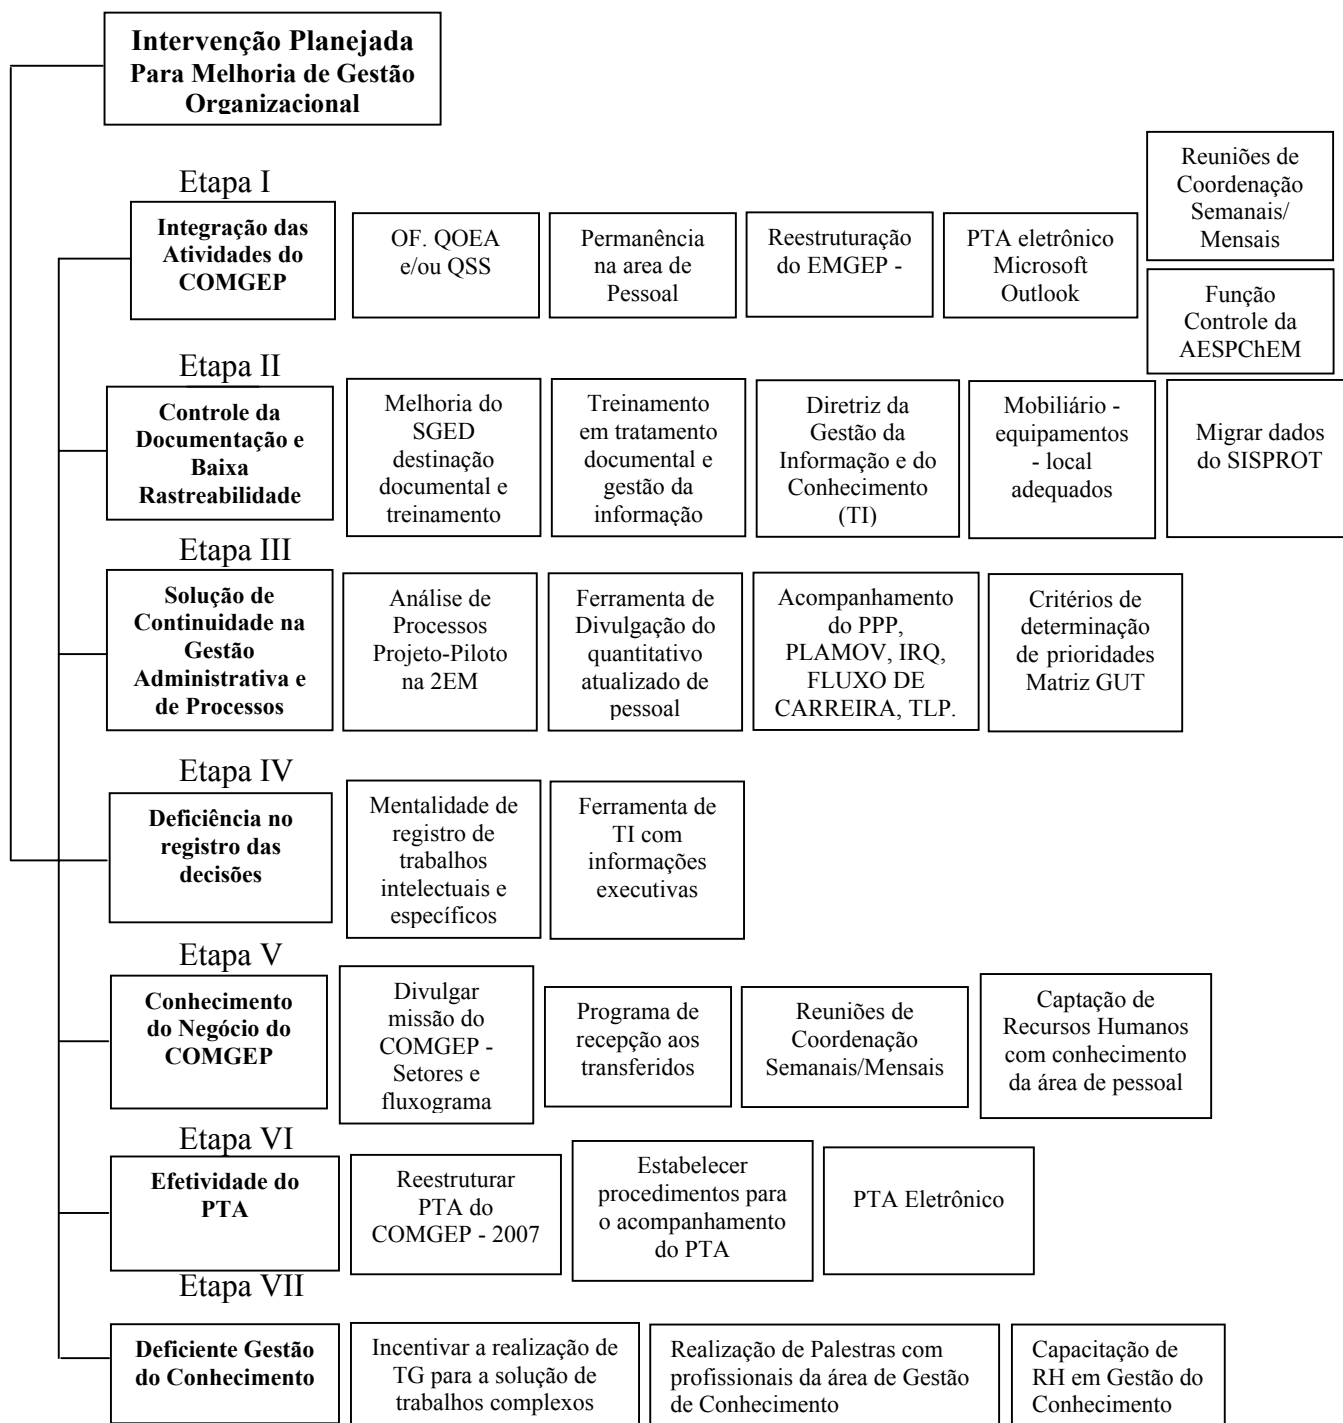 Intervenção Planejada
Para Melhoria de Gestão
Organizacional
Etapa I
Integração das
Atividades do
COMGEP
OF. QOEA
e/ou QSS
Permanência
na area de
Pessoal
Reestruturação
do EMGEP -
PTA eletrônico
Microsoft
Outlook
Reuniões de
Coordenação
Semanais/
Mensais
Função
Controle da
AESPChEM
Etapa II
Controle da
Documentação e
Baixa
Rastreabilidade
Melhoria do
SGED
destinação
documental e
treinamento
Treinamento
em tratamento
documental e
gestão da
informação
Diretriz da
Gestão da
Informação e do
Conhecimento
(TI)
Mobiliário -
equipamentos
- local
adequados
Migrar dados
do SISPROT
Etapa III
Solução de
Continuidade na
Gestão
Administrativa e
de Processos
Análise de
Processos
Projeto-Piloto
na 2EM
Ferramenta de
Divulgação do
quantitativo
atualizado de
pessoal
Acompanhamento
do PPP,
PLAMOV, IRQ,
FLUXO DE
CARREIRA, TLP.
Critérios de
determinação
de prioridades
Matriz GUT
Etapa IV
Deficiência no
registro das
decisões
Mentalidade de
registro de
trabalhos
intelectuais e
específicos
Ferramenta de
TI com
informações
executivas
Etapa V
Conhecimento
do Negócio do
COMGEP
Divulgar
missão do
COMGEP -
Setores e
fluxograma
Programa de
recepção aos
transferidos
Reuniões de
Coordenação
Semanais/Mensais
Captação de
Recursos Humanos
com conhecimento
da área de pessoal
Etapa VI
Efetividade do
PTA
Reestruturar
PTA do
COMGEP - 2007
Estabelecer
procedimentos para
o acompanhamento
do PTA
PTA Eletrônico
Etapa VII
Deficiente Gestão
do Conhecimento
Incentivar a realização de
TG para a solução de
trabalhos complexos
Realização de Palestras com
profissionais da área de Gestão
de Conhecimento
Capacitação de
RH em Gestão do
Conhecimento